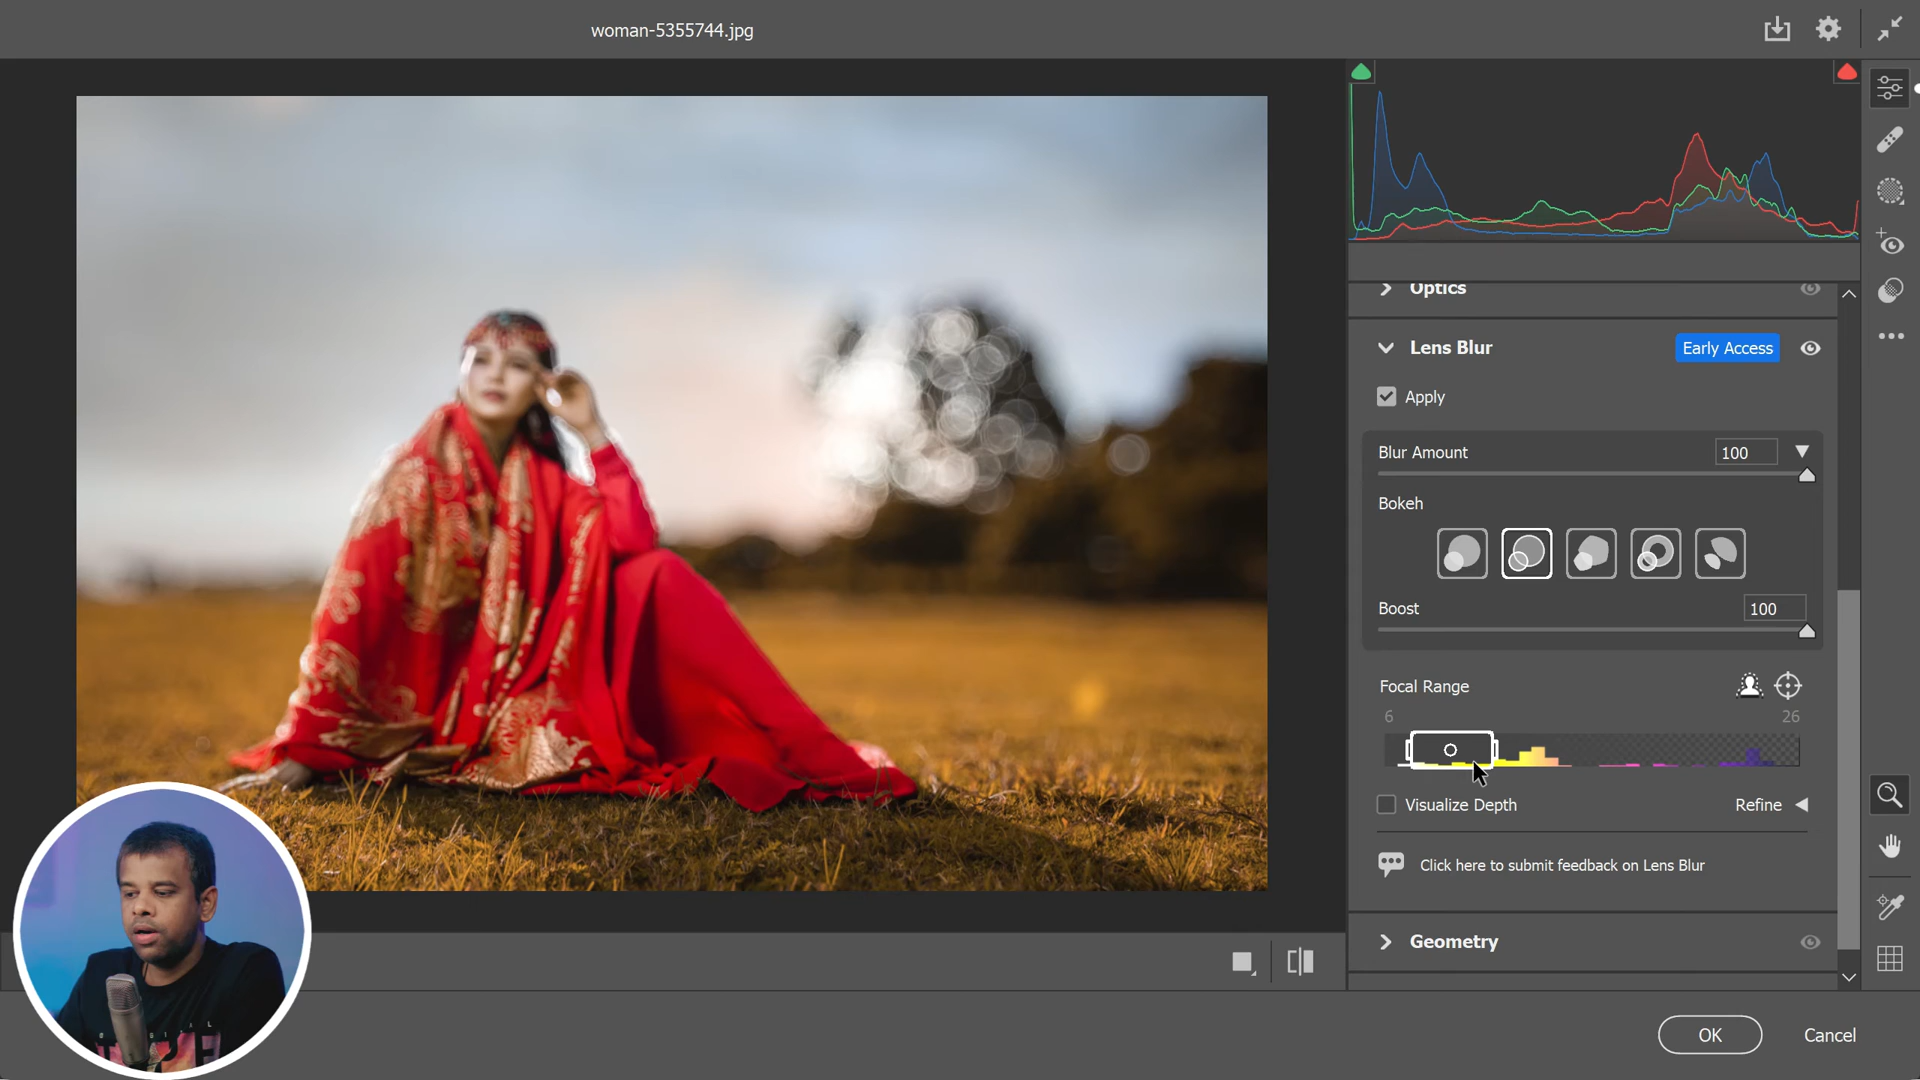 woman-5355744.jpg
Optics
Lens Blur
Early Access
Apply
Blur Amount
100
Bokeh
Boost
100
Focal Range
6
26
Visualize Depth
Refine
Click here to submit feedback on Lens Blur
Geometry
OK
Cancel